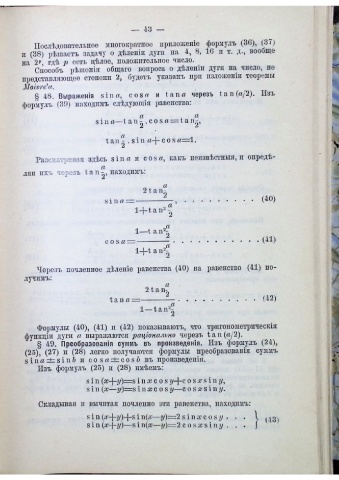 — 43 —
Послѣдовательное многократное приложеніе формулъ (36), (37)
и (38) рѣшаетъ задачу о дѣленіи дуги на 4, 8, 16 и т. д., вообще
на 2ᵖ, гдѣ p есть цѣлое, положительное число.
Способъ рѣшенія общаго вопроса о дѣленіи дуги на число, не
представляющее степени 2, будетъ указанъ при изложеніи теоремы
Moivre'a.
§ 48. Выраженія sin a, cos a и tan a черезъ tan (a/2). Изъ
формулъ (39) находимъ слѣдующія равенства:
sin a — tan a/2 . cos a = tan a/2,
tan a/2 . sin a + cos a = 1.
Разсматривая здѣсь sin a и cos a, какъ неизвѣстныя, и опредѣ-
ляя ихъ черезъ tan a/2, находимъ:
sin a = 2 tan a/2 / (1 + tan² a/2), . . . . . . . . (40)
cos a = (1 — tan² a/2) / (1 + tan² a/2) . . . . . . . . . (41)
Черезъ почленное дѣленіе равенства (40) на равенство (41) по-
лучимъ:
tan a = 2 tan a/2 / (1 — tan² a/2) . . . . . . . . . (42)
Формулы (40), (41) и (42) показываютъ, что тригонометрическія
функціи дуги a выражаются раціонально черезъ tan (a/2).
§ 49. Преобразованія суммъ въ произведенія. Изъ формулъ (24),
(25), (27) и (28) легко получаются формулы преобразованія суммъ
sin a ± sin b и cos a ± cos b въ произведенія.
Изъ формулъ (25) и (28) имѣемъ:
sin (x+y) = sin x cos y + cos x sin y,
sin (x—y) = sin x cos y — cos x sin y.
Складывая и вычитая почленно эти равенства, находимъ:
sin (x+y) + sin (x—y) = 2 sin x cos y . . . } (43)
sin (x+y) — sin (x—y) = 2 cos x sin y . . .